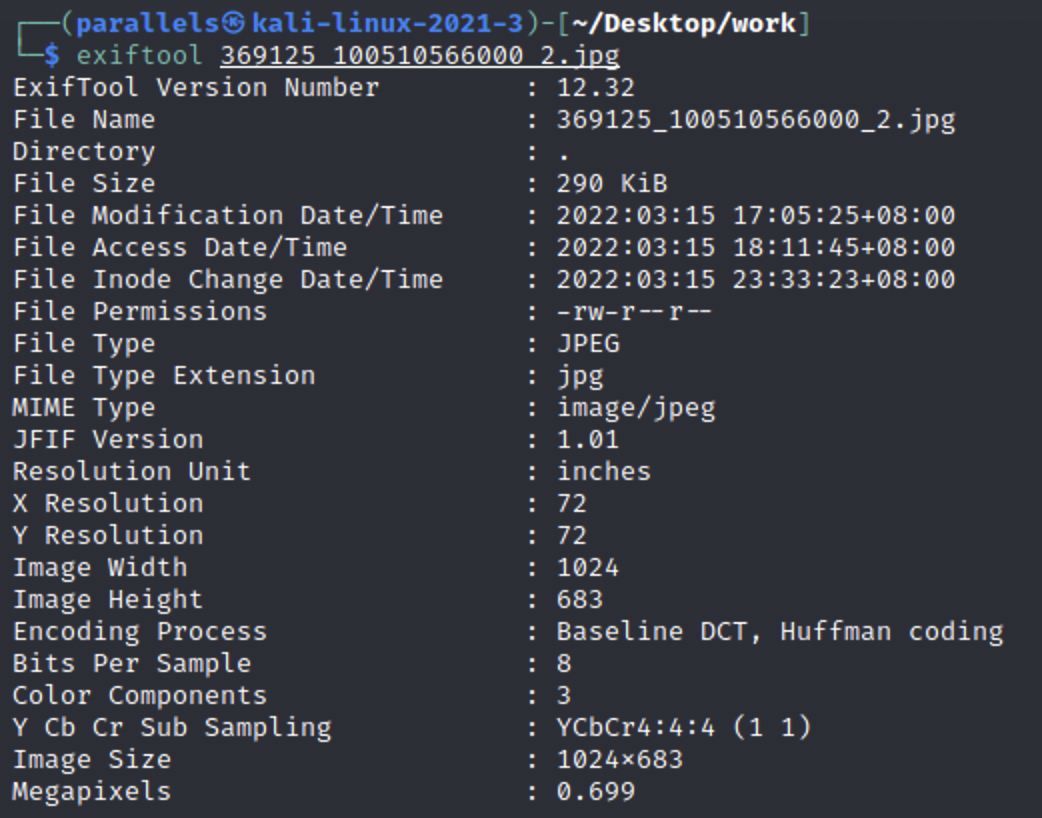 ┌──(parallels㉿kali-linux-2021-3)-[~/Desktop/work]
└─$ exiftool 369125_100510566000_2.jpg
ExifTool Version Number : 12.32
File Name : 369125_100510566000_2.jpg
Directory : .
File Size : 290 KiB
File Modification Date/Time : 2022:03:15 17:05:25+08:00
File Access Date/Time : 2022:03:15 18:11:45+08:00
File Inode Change Date/Time : 2022:03:15 23:33:23+08:00
File Permissions : -rw-r--r--
File Type : JPEG
File Type Extension : jpg
MIME Type : image/jpeg
JFIF Version : 1.01
Resolution Unit : inches
X Resolution : 72
Y Resolution : 72
Image Width : 1024
Image Height : 683
Encoding Process : Baseline DCT, Huffman coding
Bits Per Sample : 8
Color Components : 3
Y Cb Cr Sub Sampling : YCbCr4:4:4 (1 1)
Image Size : 1024×683
Megapixels : 0.699